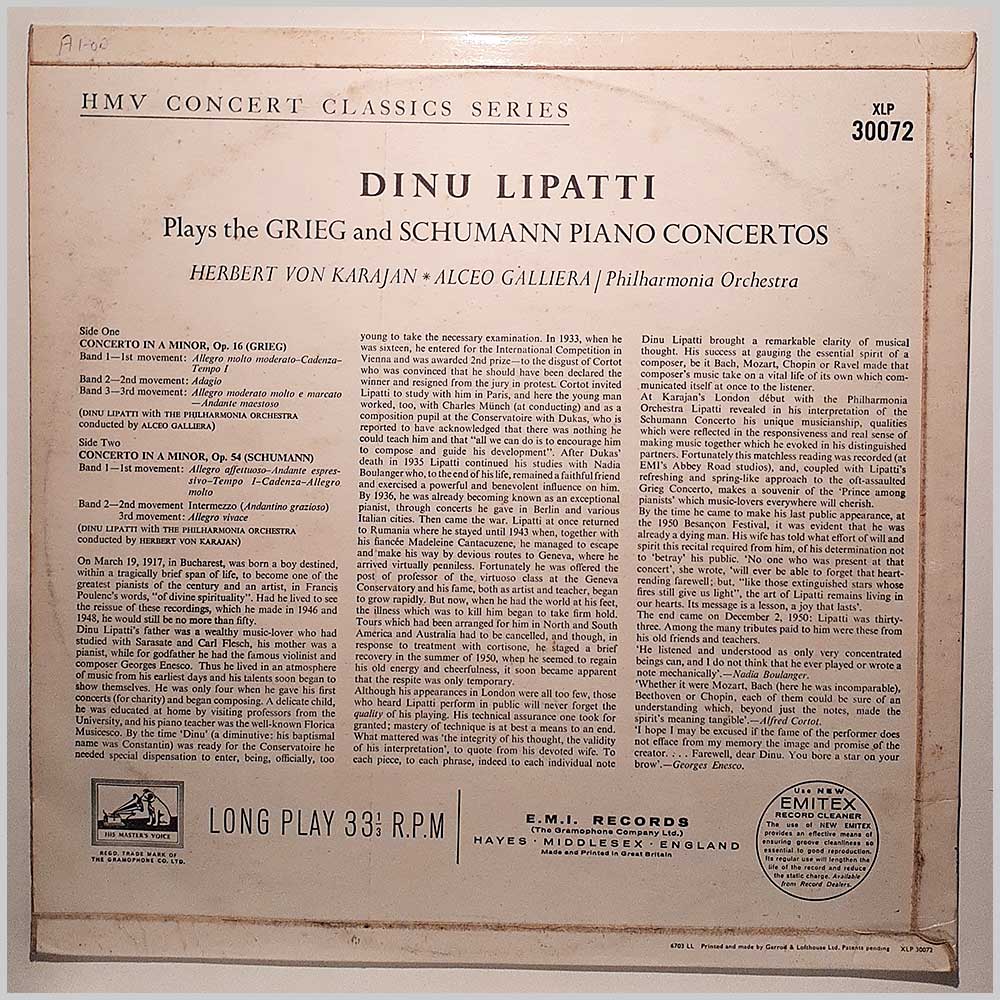 A1-00
HMV CONCERT CLASSICS SERIES
XLP
30072
DINU LIPATTI
Plays the GRIEG and SCHUMANN PIANO CONCERTOS
HERBERT VON KARAJAN * ALCEO GALLIERA / Philharmonia Orchestra
Side One
CONCERTO IN A MINOR, Op. 16 (GRIEG)
Band 1—1st movement: Allegro molto moderato–Cadenza–
Tempo I
Band 2—2nd movement: Adagio
Band 3—3rd movement: Allegro moderato molto e marcato
—Andante maestoso
(DINU LIPATTI with THE PHILHARMONIA ORCHESTRA
conducted by ALCEO GALLIERA)
Side Two
CONCERTO IN A MINOR, Op. 54 (SCHUMANN)
Band 1—1st movement: Allegro affettuoso–Andante espres-
sivo–Tempo I–Cadenza–Allegro
molto
Band 2—2nd movement Intermezzo (Andantino grazioso)
3rd movement: Allegro vivace
(DINU LIPATTI with THE PHILHARMONIA ORCHESTRA
conducted by HERBERT VON KARAJAN)
On March 19, 1917, in Bucharest, was born a boy destined,
within a tragically brief span of life, to become one of the
greatest pianists of the century and an artist, in Francis
Poulenc's words, "of divine spirituality". Had he lived to see
the reissue of these recordings, which he made in 1946 and
1948, he would still be no more than fifty.
Dinu Lipatti's father was a wealthy music-lover who had
studied with Sarasate and Carl Flesch, his mother was a
pianist, while for godfather he had the famous violinist and
composer Georges Enesco. Thus he lived in an atmosphere
of music from his earliest days and his talents soon began to
show themselves. He was only four when he gave his first
concerts (for charity) and began composing. A delicate child,
he was educated at home by visiting professors from the
University, and his piano teacher was the well-known Florica
Musicesco. By the time 'Dinu' (a diminutive: his baptismal
name was Constantin) was ready for the Conservatoire he
needed special dispensation to enter, being, officially, too
young to take the necessary examination. In 1933, when he
was sixteen, he entered for the International Competition in
Vienna and was awarded 2nd prize—to the disgust of Cortot
who was convinced that he should have been declared the
winner and resigned from the jury in protest. Cortot invited
Lipatti to study with him in Paris, and here the young man
worked, too, with Charles Münch (at conducting) and as a
composition pupil at the Conservatoire with Dukas, who is
reported to have acknowledged that there was nothing he
could teach him and that "all we can do is to encourage him
to compose and guide his development". After Dukas'
death in 1935 Lipatti continued his studies with Nadia
Boulanger who, to the end of his life, remained a faithful friend
and exercised a powerful and benevolent influence on him.
By 1936, he was already becoming known as an exceptional
pianist, through concerts he gave in Berlin and various
Italian cities. Then came the war. Lipatti at once returned
to Rumania where he stayed until 1943 when, together with
his fiancée Madeleine Cantacuzene, he managed to escape
and make his way by devious routes to Geneva, where he
arrived virtually penniless. Fortunately he was offered the
post of professor of the virtuoso class at the Geneva
Conservatory and his fame, both as artist and teacher, began
to grow rapidly. But now, when he had the world at his feet,
the illness which was to kill him began to take firm hold.
Tours which had been arranged for him in North and South
America and Australia had to be cancelled, and though, in
response to treatment with cortisone, he staged a brief
recovery in the summer of 1950, when he seemed to regain
his old energy and cheerfulness, it soon became apparent
that the respite was only temporary.
Although his appearances in London were all too few, those
who heard Lipatti perform in public will never forget the
quality of his playing. His technical assurance one took for
granted; mastery of technique is at best a means to an end.
What mattered was 'the integrity of his thought, the validity
of his interpretation', to quote from his devoted wife. To
each piece, to each phrase, indeed to each individual note
Dinu Lipatti brought a remarkable clarity of musical
thought. His success at gauging the essential spirit of a
composer, be it Bach, Mozart, Chopin or Ravel made that
composer's music take on a vital life of its own which com-
municated itself at once to the listener.
At Karajan's London début with the Philharmonia
Orchestra Lipatti revealed in his interpretation of the
Schumann Concerto his unique musicianship, qualities
which were reflected in the responsiveness and real sense of
making music together which he evoked in his distinguished
partners. Fortunately this matchless reading was recorded (at
EMI's Abbey Road studios), and, coupled with Lipatti's
refreshing and spring-like approach to the oft-assaulted
Grieg Concerto, makes a souvenir of the 'Prince among
pianists' which music-lovers everywhere will cherish.
By the time he came to make his last public appearance, at
the 1950 Besançon Festival, it was evident that he was
already a dying man. His wife has told what effort of will and
spirit this recital required from him, of his determination not
to 'betray' his public. 'No one who was present at that
concert', she wrote, 'will ever be able to forget that heart-
rending farewell; but, "like those extinguished stars whose
fires still give us light", the art of Lipatti remains living in
our hearts. Its message is a lesson, a joy that lasts'.
The end came on December 2, 1950: Lipatti was thirty-
three. Among the many tributes paid to him were these from
his old friends and teachers.
'He listened and understood as only very concentrated
beings can, and I do not think that he ever played or wrote a
note mechanically'.—Nadia Boulanger.
'Whether it were Mozart, Bach (here he was incomparable),
Beethoven or Chopin, each of them could be sure of an
understanding which, beyond just the notes, made the
spirit's meaning tangible'.—Alfred Cortot.
'I hope I may be excused if the fame of the performer does
not efface from my memory the image and promise of the
creator. . . . Farewell, dear Dinu. You bore a star on your
brow'.—Georges Enesco.
HIS MASTER'S VOICE
REGD. TRADE MARK OF
THE GRAMOPHONE CO. LTD.
LONG PLAY 33⅓ R.P.M
E.M.I. RECORDS
(The Gramophone Company Ltd.)
HAYES · MIDDLESEX · ENGLAND
Made and Printed in Great Britain
Use NEW
EMITEX
RECORD CLEANER
The use of NEW EMITEX
provides an effective means of
ensuring groove cleanliness so
essential to good reproduction.
Its regular use will lengthen the
life of the record and reduce
the static charge. Available
from Record Dealers.
6703 LL Printed and made by Garrod & Lofthouse Ltd. Patents pending XLP 30072